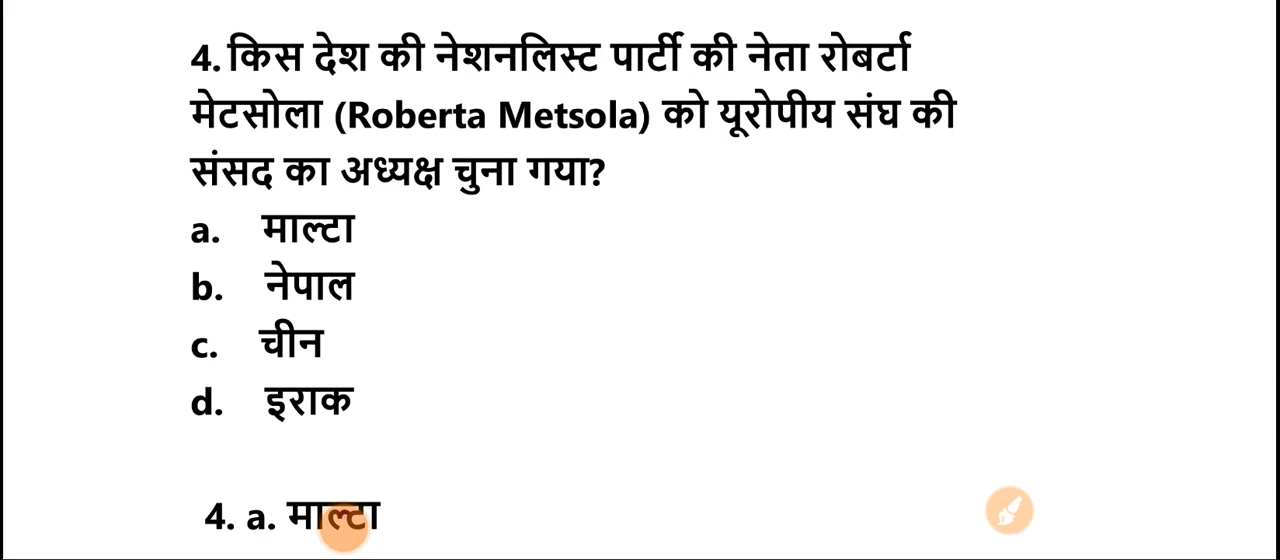 4. किस देश की नेशनलिस्ट पार्टी की नेता रोबर्टा
मेटसोला (Roberta Metsola) को यूरोपीय संघ की
संसद का अध्यक्ष चुना गया?
a. माल्टा
b. नेपाल
c. चीन
d. इराक
4. a. माल्टा